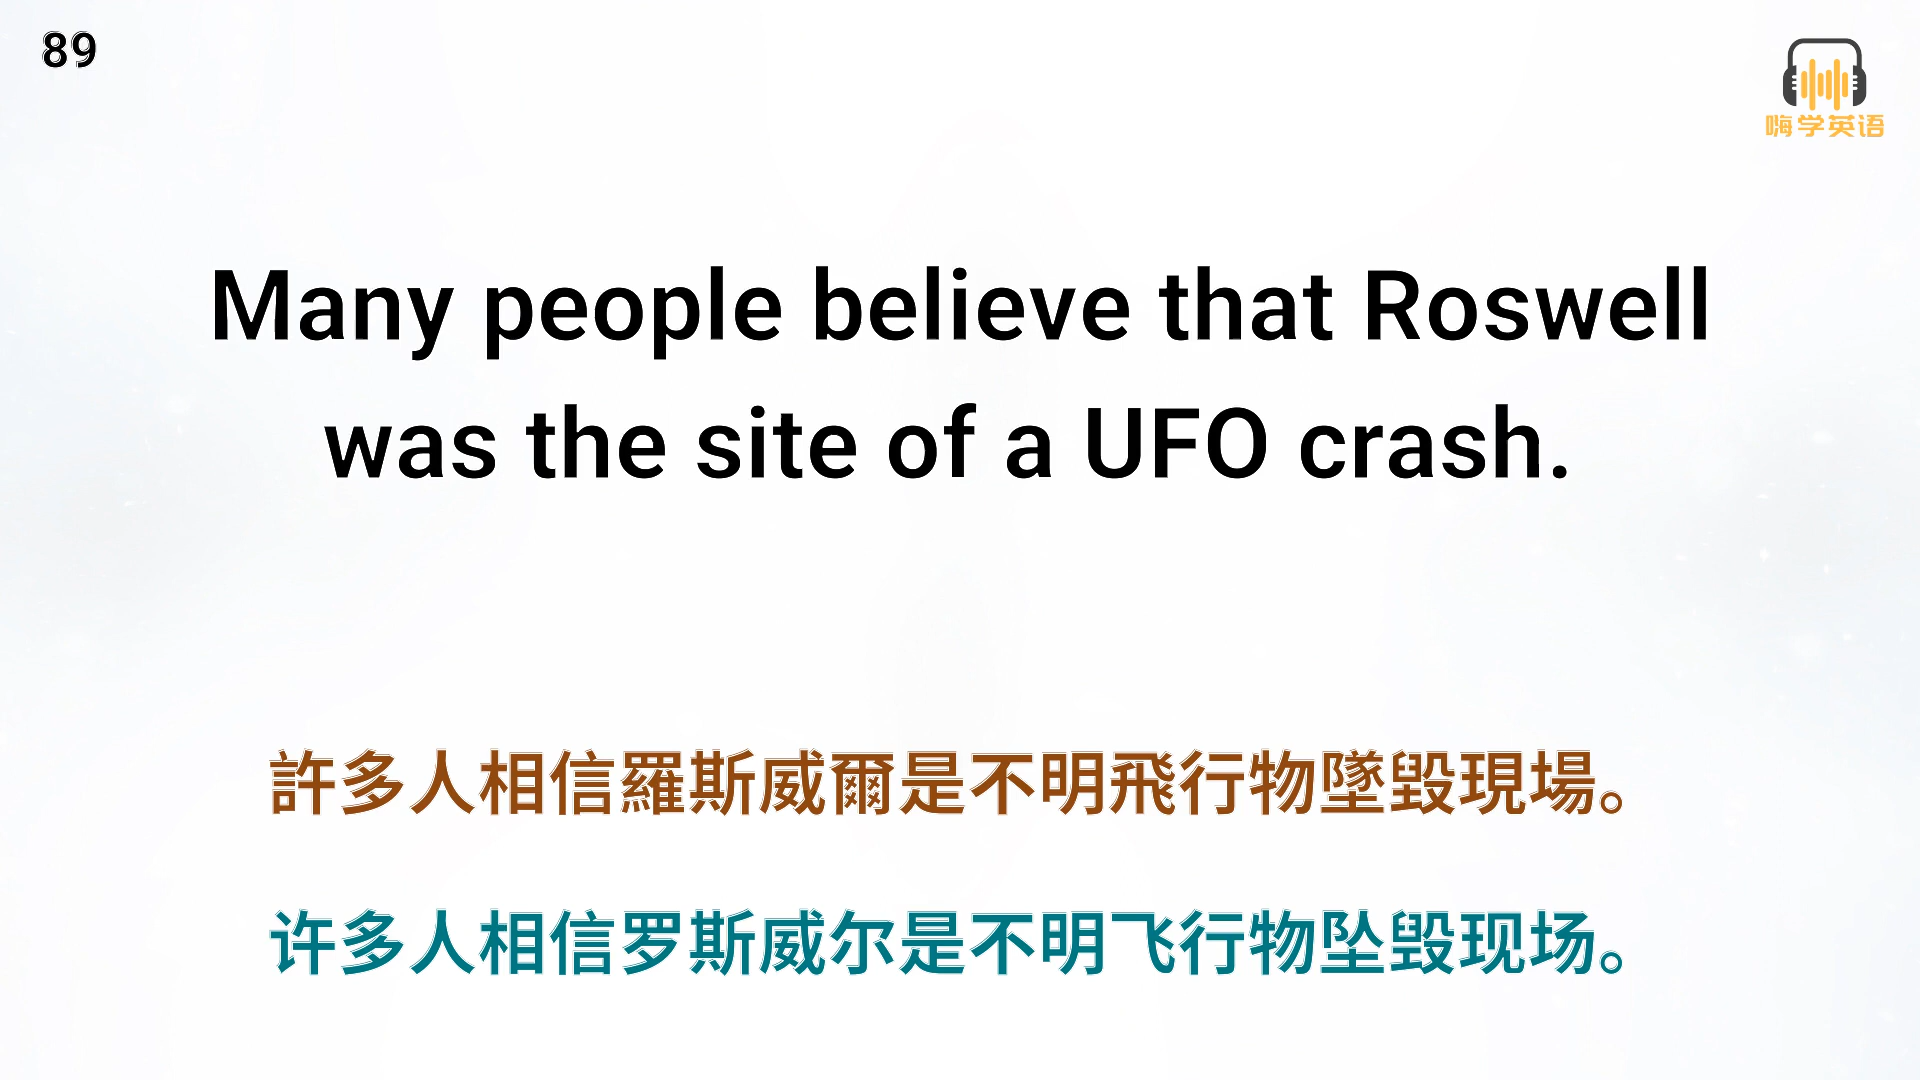 89
嗨学英语
Many people believe that Roswell
was the site of a UFO crash.
許多人相信羅斯威爾是不明飛行物墜毀現場。
许多人相信罗斯威尔是不明飞行物坠毁现场。